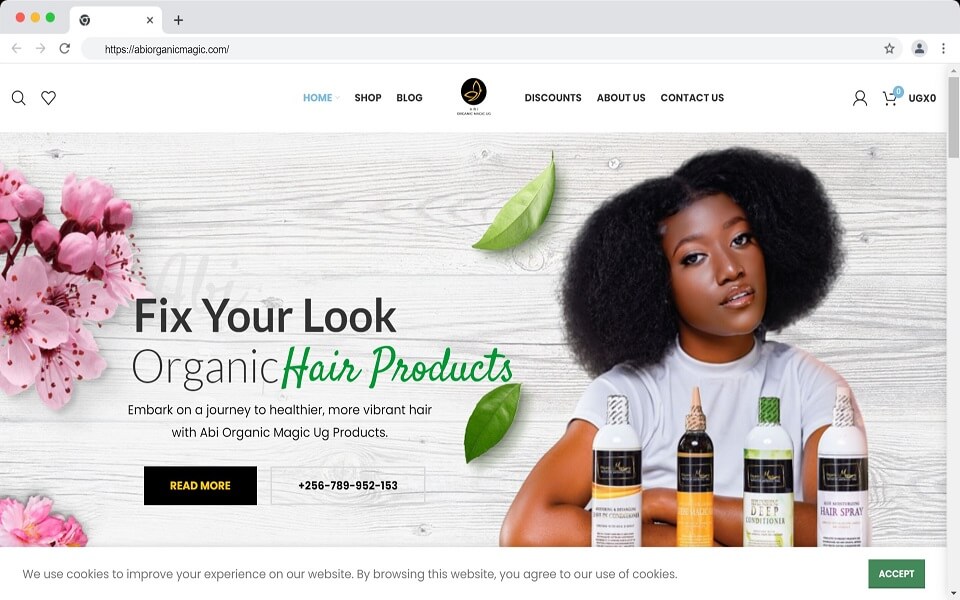 https://abiorganicmagic.com/
HOME SHOP BLOG
ABI
ORGANIC MAGIC UG
DISCOUNTS ABOUT US CONTACT US
0 UGX0
Abi
Fix Your Look
Organic Hair Products
Embark on a journey to healthier, more vibrant hair
with Abi Organic Magic Ug Products.
READ MORE
+256-789-952-153
DEEP
CONDITIONER
HAIR SPRAY
We use cookies to improve your experience on our website. By browsing this website, you agree to our use of cookies.
ACCEPT